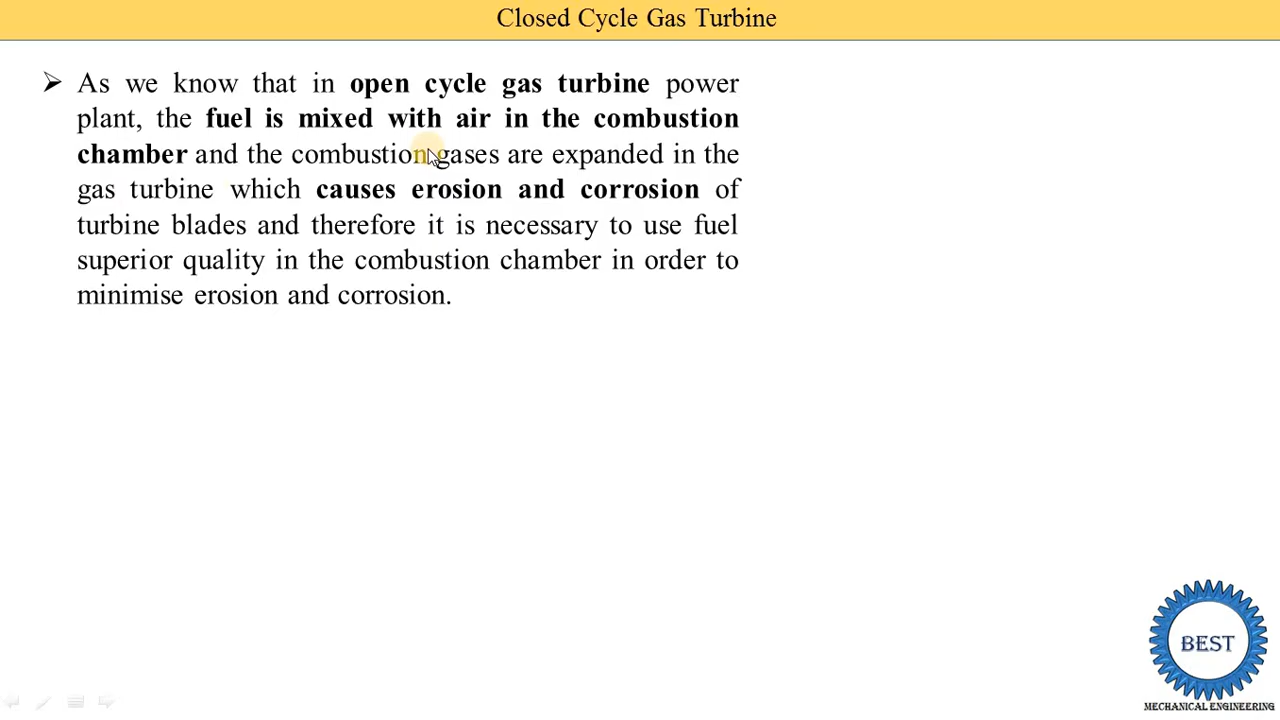 Closed Cycle Gas Turbine
➢ As we know that in open cycle gas turbine power
plant, the fuel is mixed with air in the combustion
chamber and the combustion gases are expanded in the
gas turbine which causes erosion and corrosion of
turbine blades and therefore it is necessary to use fuel
superior quality in the combustion chamber in order to
minimise erosion and corrosion.
BEST
MECHANICAL ENGINEERING